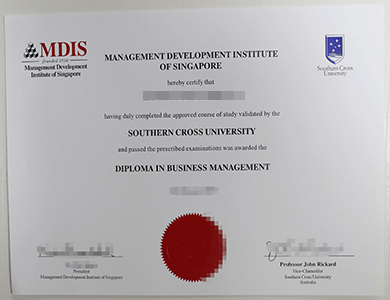 MDIS
founded 1956
Management Development
Institute of Singapore
Southern Cross
University
MANAGEMENT DEVELOPMENT INSTITUTE
OF SINGAPORE
hereby certify that
having duly completed the approved course of study validated by the
SOUTHERN CROSS UNIVERSITY
and passed the prescribed examinations was awarded the
DIPLOMA IN BUSINESS MANAGEMENT
President
Management Development Institute of Singapore
Professor John Rickard
Vice-Chancellor
Southern Cross University
Australia